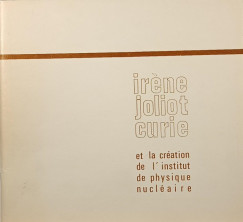 irène
joliot
curie
et la création
de l'institut
de physique
nucléaire